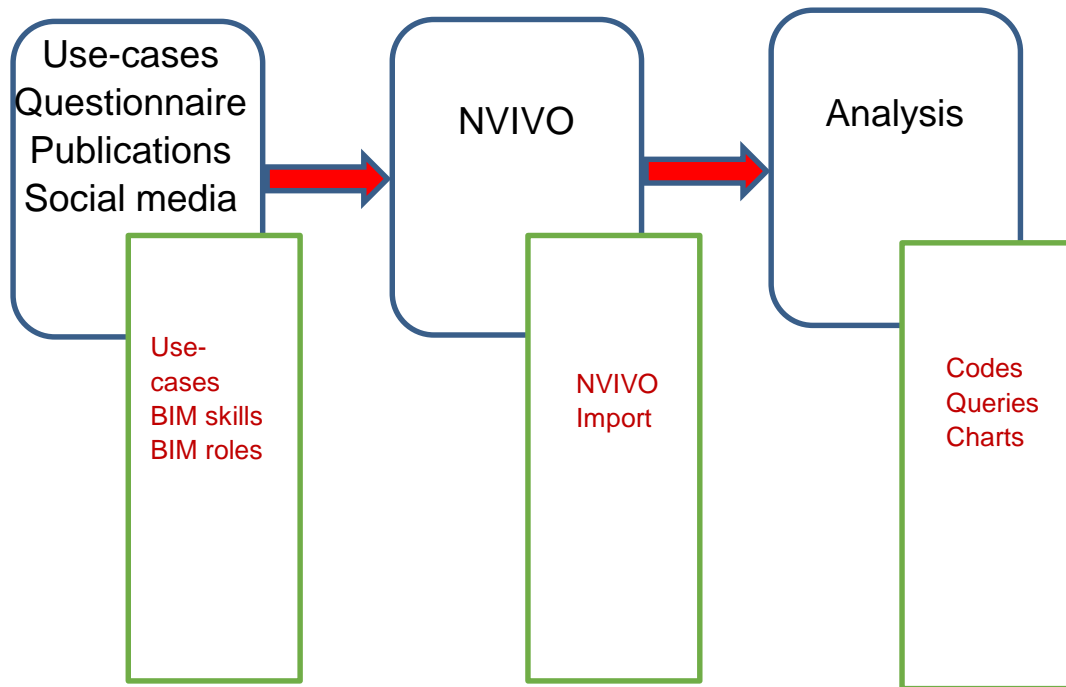 Use-cases
Questionnaire
Publications
Social media
NVIVO
Analysis
Use-
cases
BIM skills
BIM roles
NVIVO
Import
Codes
Queries
Charts